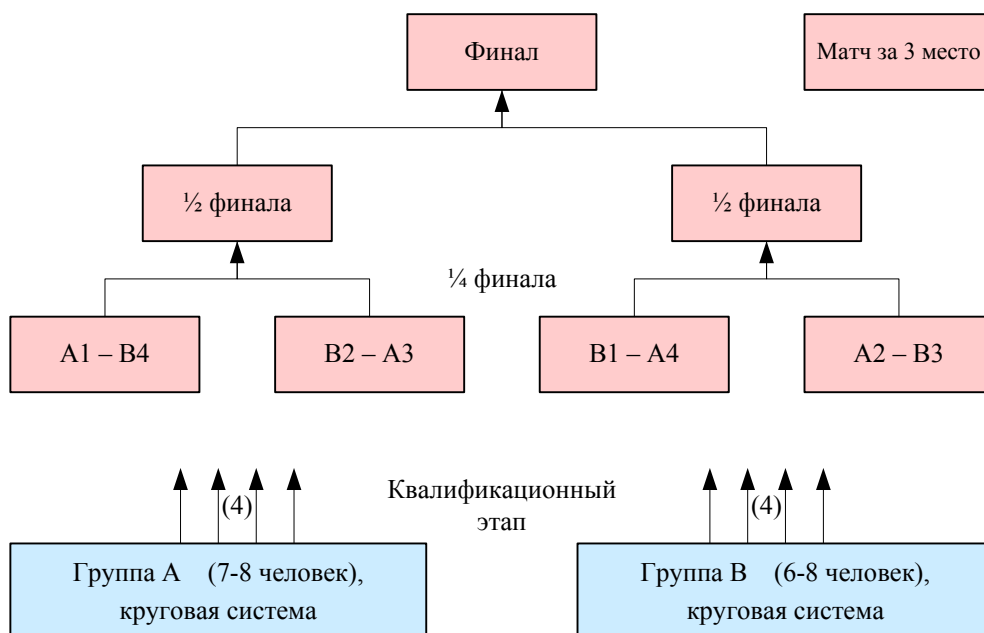 Финал
Матч за 3 место
½ финала
½ финала
¼ финала
A1 – B4
B2 – A3
B1 – A4
A2 – B3
(4)
Квалификационный
этап
(4)
Группа A (7-8 человек),
круговая система
Группа B (6-8 человек),
круговая система